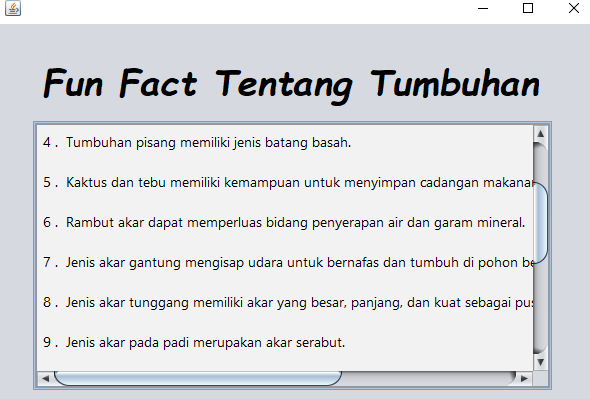 Fun Fact Tentang Tumbuhan
4 . Tumbuhan pisang memiliki jenis batang basah.
5 . Kaktus dan tebu memiliki kemampuan untuk menyimpan cadangan
6 . Rambut akar dapat memperluas bidang penyerapan air dan garam mineral.
7 . Jenis akar gantung mengisap udara untuk bernafas dan tumbuh di pohon
8 . Jenis akar tunggang memiliki akar yang besar, panjang, dan kuat sebagai
9 . Jenis akar pada padi merupakan akar serabut.